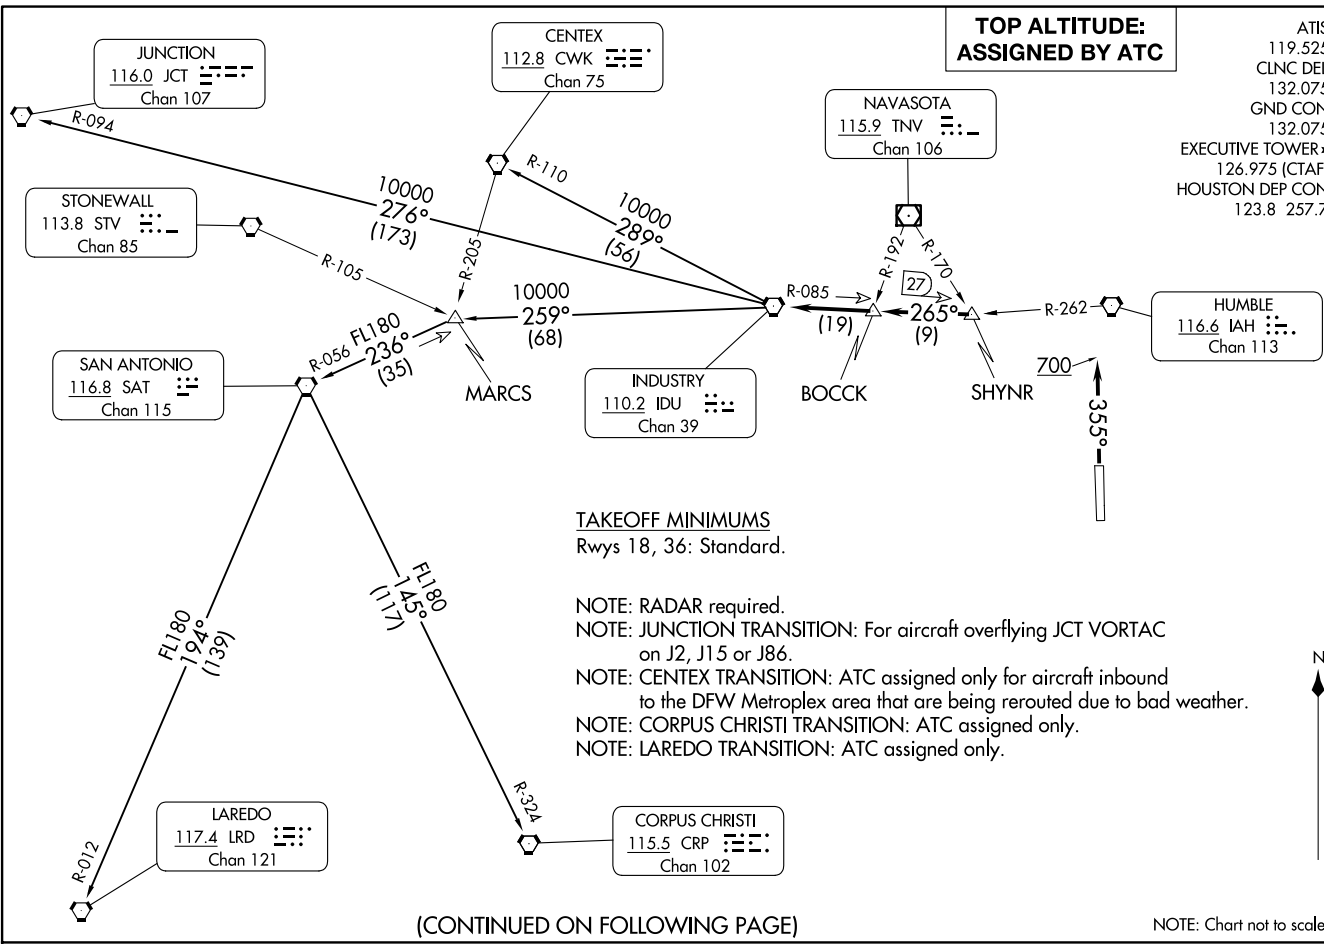 TOP ALTITUDE:
ASSIGNED BY ATC
ATIS
119.525
CLNC DEL
132.075
GND CON
132.075
EXECUTIVE TOWER
126.975 (CTAF
HOUSTON DEP CON
123.8 257.7
JUNCTION
116.0 JCT
Chan 107
CENTEX
112.8 CWK
Chan 75
NAVASOTA
115.9 TNV
Chan 106
STONEWALL
113.8 STV
Chan 85
SAN ANTONIO
116.8 SAT
Chan 115
INDUSTRY
110.2 IDU
Chan 39
HUMBLE
116.6 IAH
Chan 113
LAREDO
117.4 LRD
Chan 121
CORPUS CHRISTI
115.5 CRP
Chan 102
R-094
10000
276°
(173)
R-110
10000
289°
(56)
R-205
R-105
10000
259°
(68)
R-056
FL180
236°
(35)
MARCS
R-085
(19)
R-192
R-170
27
265°
(9)
BOCCK
SHYNR
R-262
700
355°
FL180
194°
(139)
R-012
FL180
145°
(117)
R-324
TAKEOFF MINIMUMS
Rwys 18, 36: Standard.
NOTE: RADAR required.
NOTE: JUNCTION TRANSITION: For aircraft overflying JCT VORTAC
on J2, J15 or J86.
NOTE: CENTEX TRANSITION: ATC assigned only for aircraft inbound
to the DFW Metroplex area that are being rerouted due to bad weather.
NOTE: CORPUS CHRISTI TRANSITION: ATC assigned only.
NOTE: LAREDO TRANSITION: ATC assigned only.
N
(CONTINUED ON FOLLOWING PAGE)
NOTE: Chart not to scale